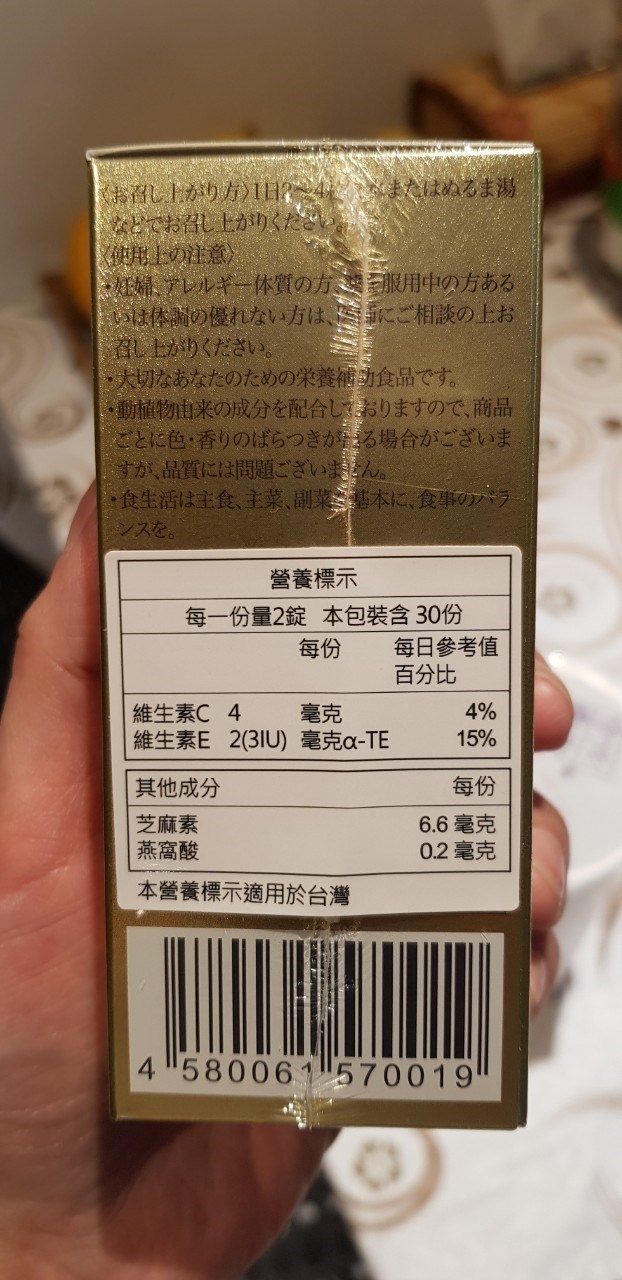 〈お召し上がり方〉1日2～4粒 水またはぬるま湯
などでお召し上がりください。
〈使用上の注意〉
・妊婦、アレルギー体質の方、 服用中の方ある
いは体調の優れない方は、医師にご相談の上お
召し上がりください。
・大切なあなたのための栄養補助食品です。
・動植物由来の成分を配合しておりますので、商品
ごとに色・香りのばらつきが る場合がございま
すが、品質には問題ございません。
・食生活は主食、主菜、副菜を基本に、食事のバラ
ンスを。
營養標示
每一份量2錠 本包裝含 30份
每份 每日參考值
百分比
維生素C 4 毫克 4%
維生素E 2(3IU) 毫克α-TE 15%
其他成分 每份
芝麻素 6.6 毫克
燕窩酸 0.2 毫克
本營養標示適用於台灣
4 580061 570019